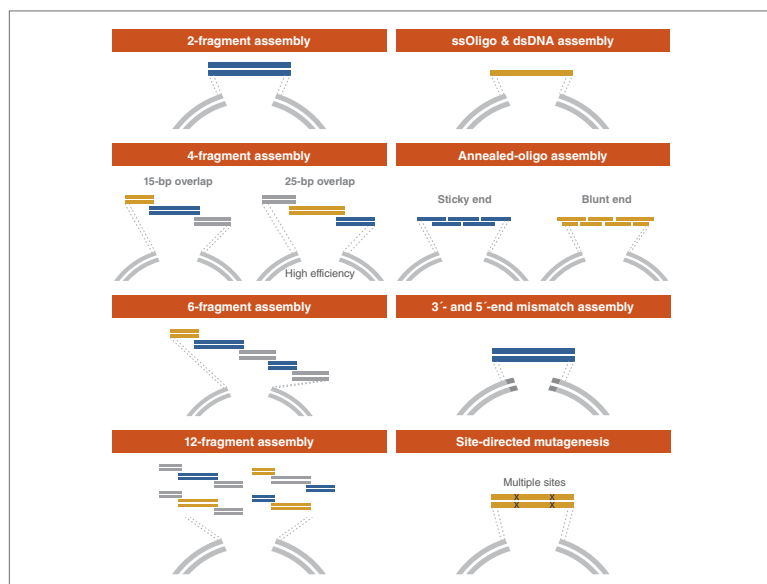 2-fragment assembly
ssOligo & dsDNA assembly
4-fragment assembly
15-bp overlap
25-bp overlap
High efficiency
Annealed-oligo assembly
Sticky end
Blunt end
6-fragment assembly
3´- and 5´-end mismatch assembly
12-fragment assembly
Site-directed mutagenesis
Multiple sites
x x
x x